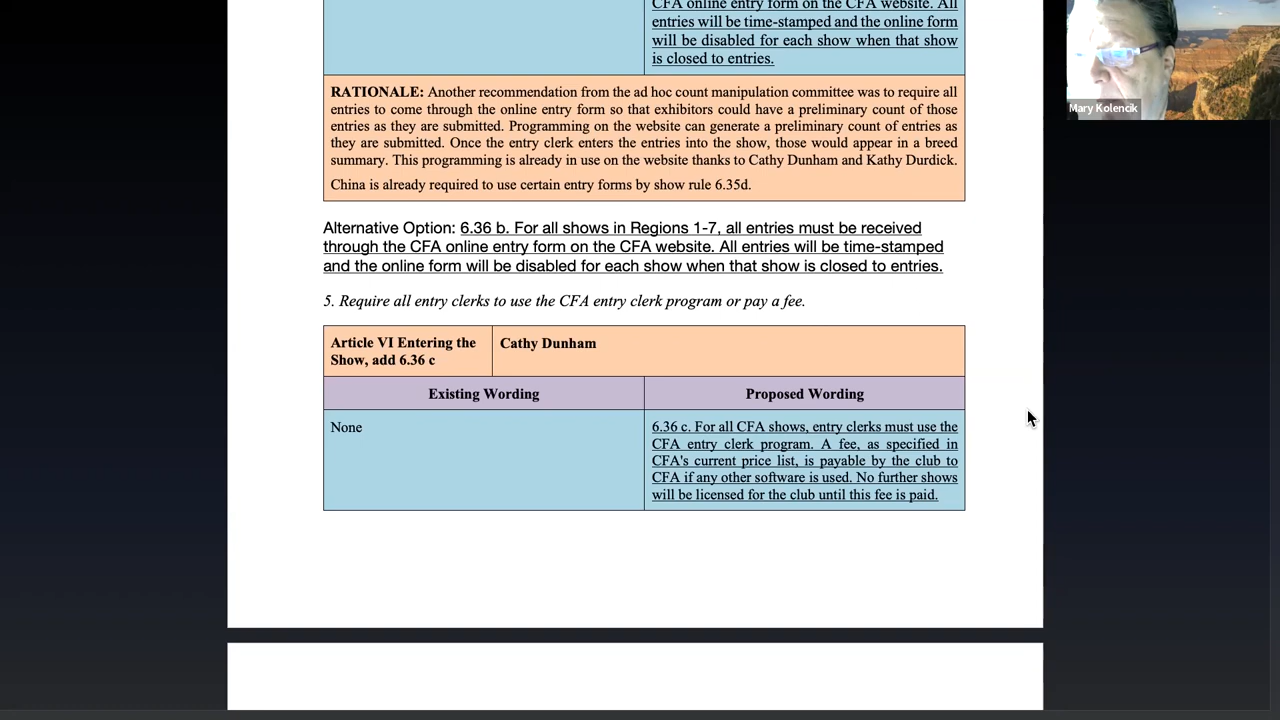 CFA online entry form on the CFA website. All
entries will be time-stamped and the online form
will be disabled for each show when that show
is closed to entries.
RATIONALE: Another recommendation from the ad hoc count manipulation committee was to require all
entries to come through the online entry form so that exhibitors could have a preliminary count of those
entries as they are submitted. Programming on the website can generate a preliminary count of entries as
they are submitted. Once the entry clerk enters the entries into the show, those would appear in a breed
summary. This programming is already in use on the website thanks to Cathy Dunham and Kathy Durdick.
China is already required to use certain entry forms by show rule 6.35d.
Alternative Option: 6.36 b. For all shows in Regions 1-7, all entries must be received
through the CFA online entry form on the CFA website. All entries will be time-stamped
and the online form will be disabled for each show when that show is closed to entries.
5. Require all entry clerks to use the CFA entry clerk program or pay a fee.
Article VI Entering the
Show, add 6.36 c
Cathy Dunham
Existing Wording
Proposed Wording
None
6.36 c. For all CFA shows, entry clerks must use the
CFA entry clerk program. A fee, as specified in
CFA's current price list, is payable by the club to
CFA if any other software is used. No further shows
will be licensed for the club until this fee is paid.
Mary Kolencik